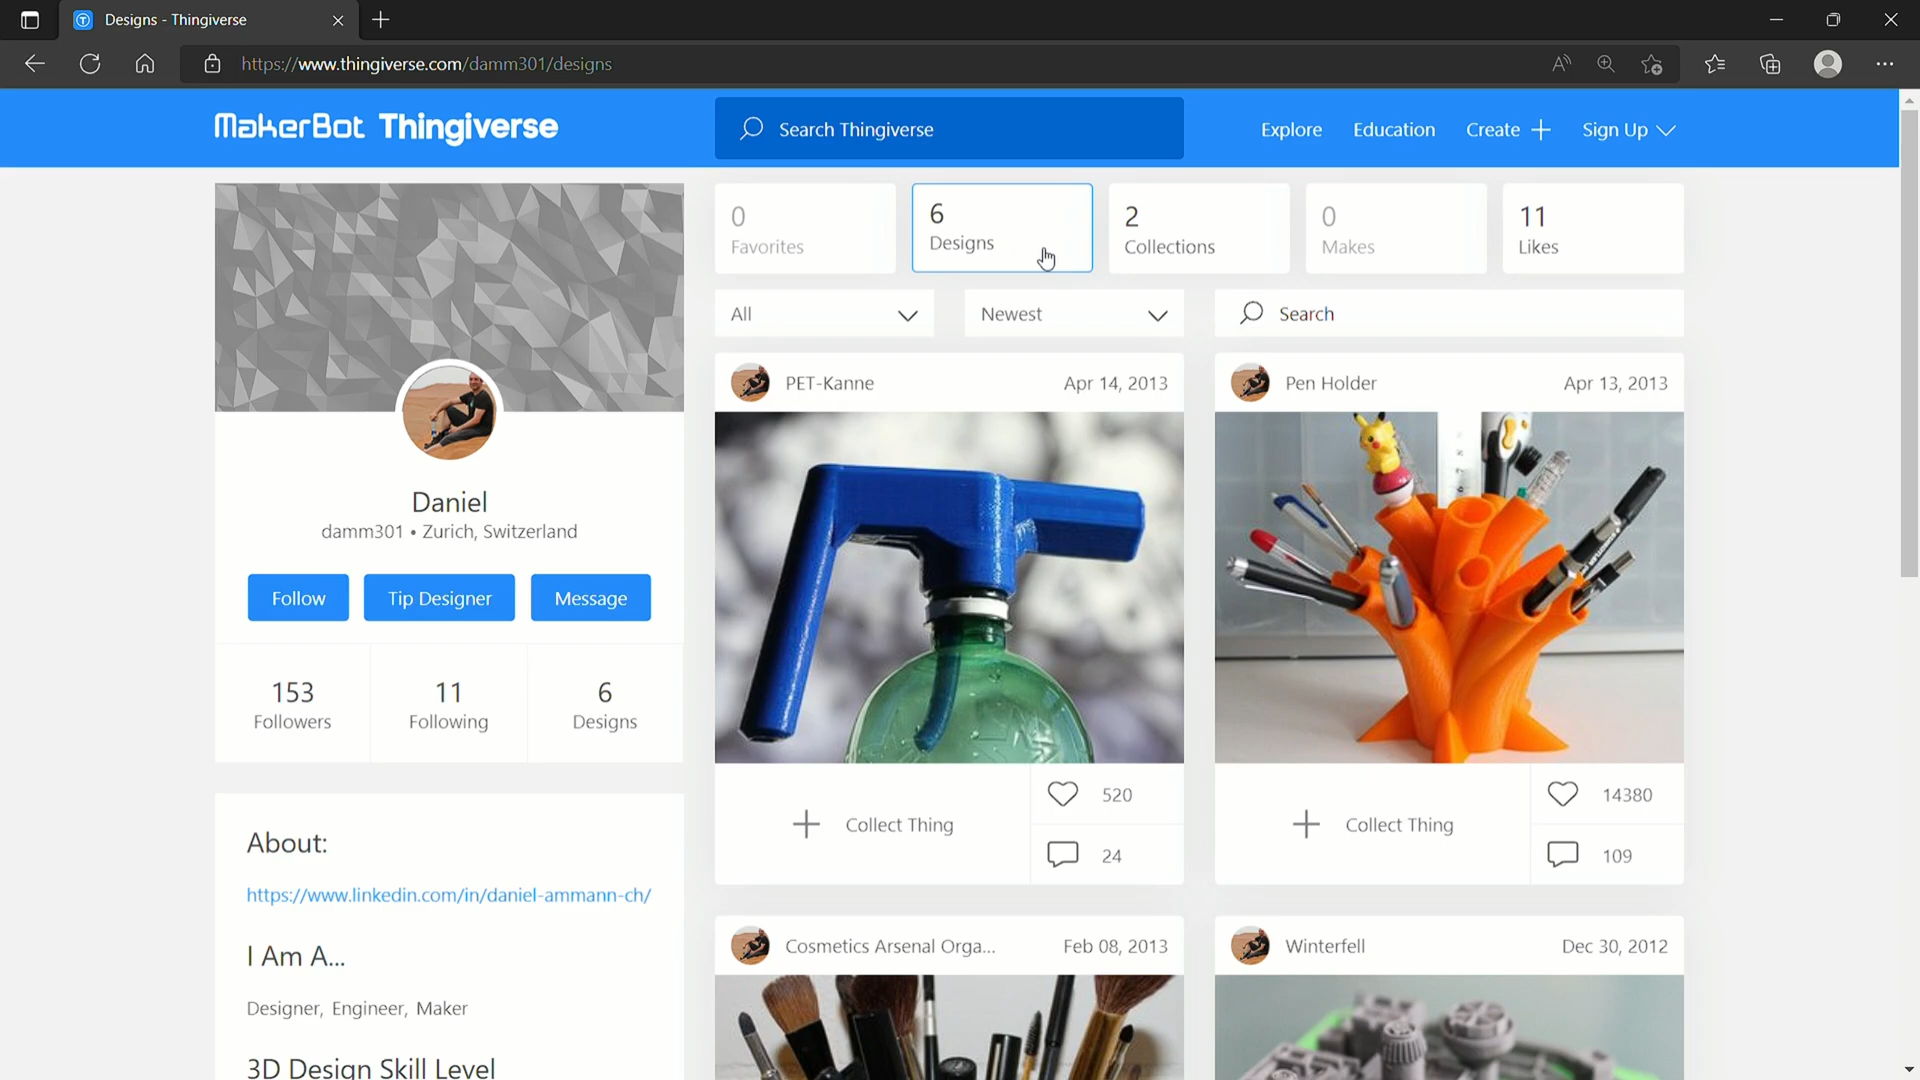 Designs - Thingiverse
https://www.thingiverse.com/damm301/designs
MakerBot Thingiverse
Search Thingiverse
Explore
Education
Create
Sign Up
0
Favorites
6
Designs
2
Collections
0
Makes
11
Likes
All
Newest
Search
Daniel
damm301 • Zurich, Switzerland
Follow
Tip Designer
Message
153
Followers
11
Following
6
Designs
About:
https://www.linkedin.com/in/daniel-ammann-ch/
I Am A...
Designer, Engineer, Maker
3D Design Skill Level
PET-Kanne
Apr 14, 2013
Collect Thing
520
24
Pen Holder
Apr 13, 2013
Collect Thing
14380
109
Cosmetics Arsenal Orga...
Feb 08, 2013
Winterfell
Dec 30, 2012